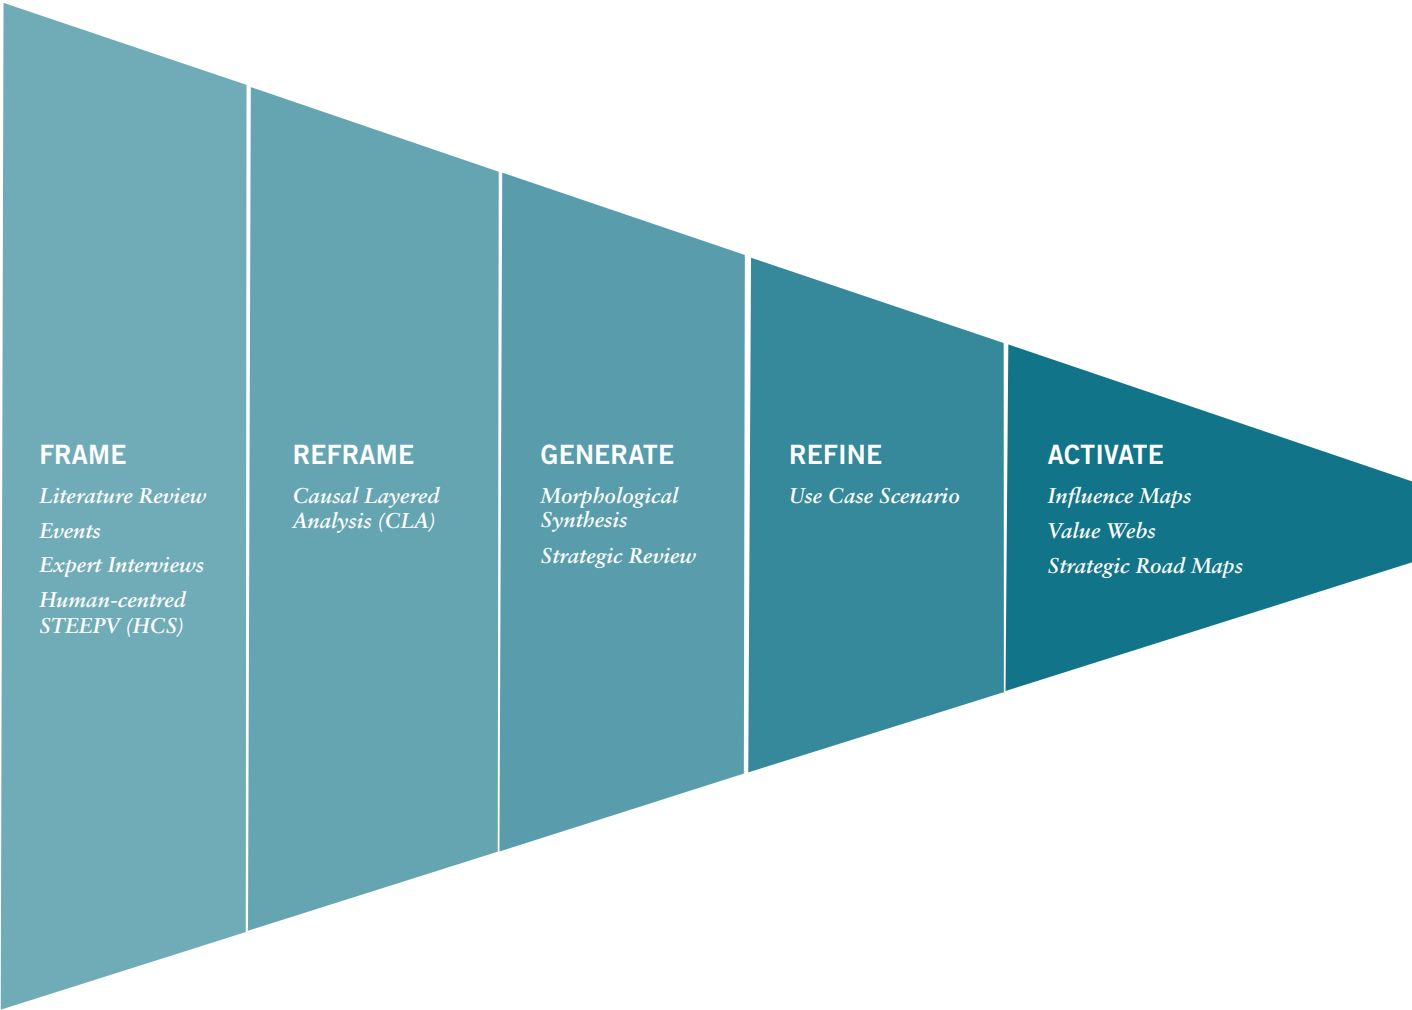 FRAME
Literature Review
Events
Expert Interviews
Human-centred
STEEPV (HCS)
REFRAME
Causal Layered
Analysis (CLA)
GENERATE
Morphological
Synthesis
Strategic Review
REFINE
Use Case Scenario
ACTIVATE
Influence Maps
Value Webs
Strategic Road Maps